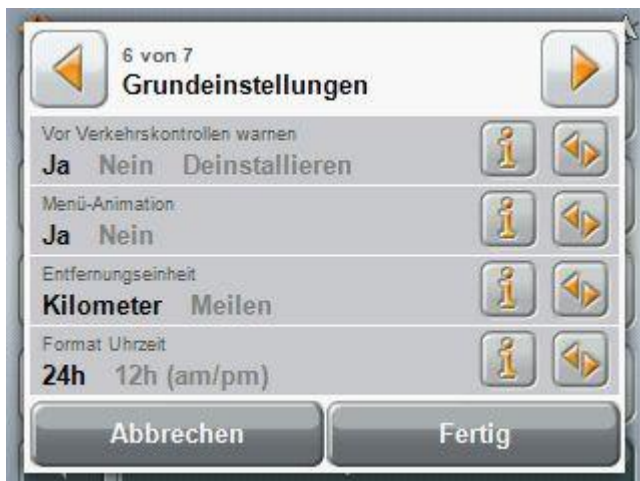 6 von 7
Grundeinstellungen
Vor Verkehrskontrollen warnen
Ja Nein Deinstallieren
Menü-Animation
Ja Nein
Entfernungseinheit
Kilometer Meilen
Format Uhrzeit
24h 12h (am/pm)
Abbrechen Fertig